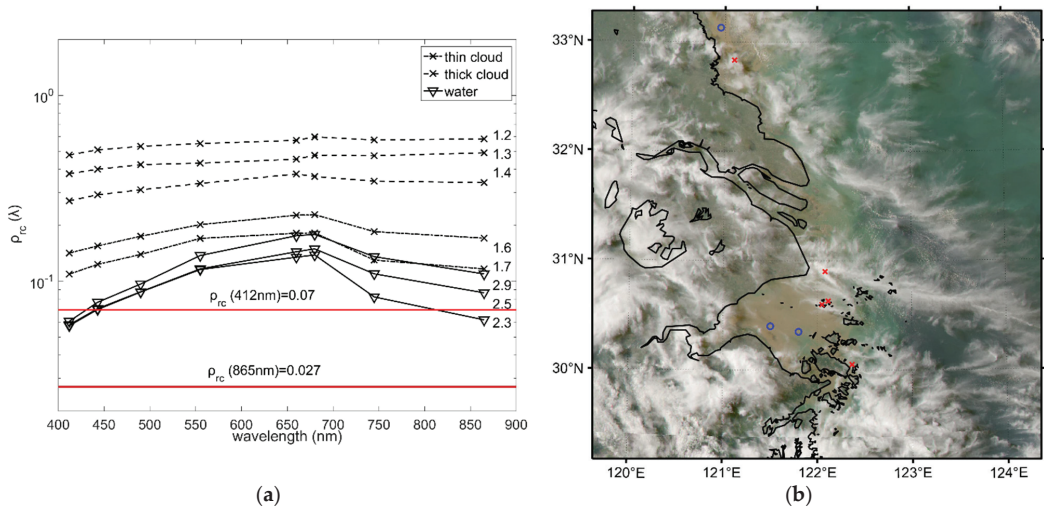 10⁰
10⁻¹
ρrc (λ)
thin cloud
thick cloud
water
1.2
1.3
1.4
1.6
1.7
2.9
2.5
2.3
ρrc (412nm)=0.07
ρrc (865nm)=0.027
400 450 500 550 600 650 700 750 800 850 900
wavelength (nm)
(a)
33°N
32°N
31°N
30°N
120°E 121°E 122°E 123°E 124°E
(b)